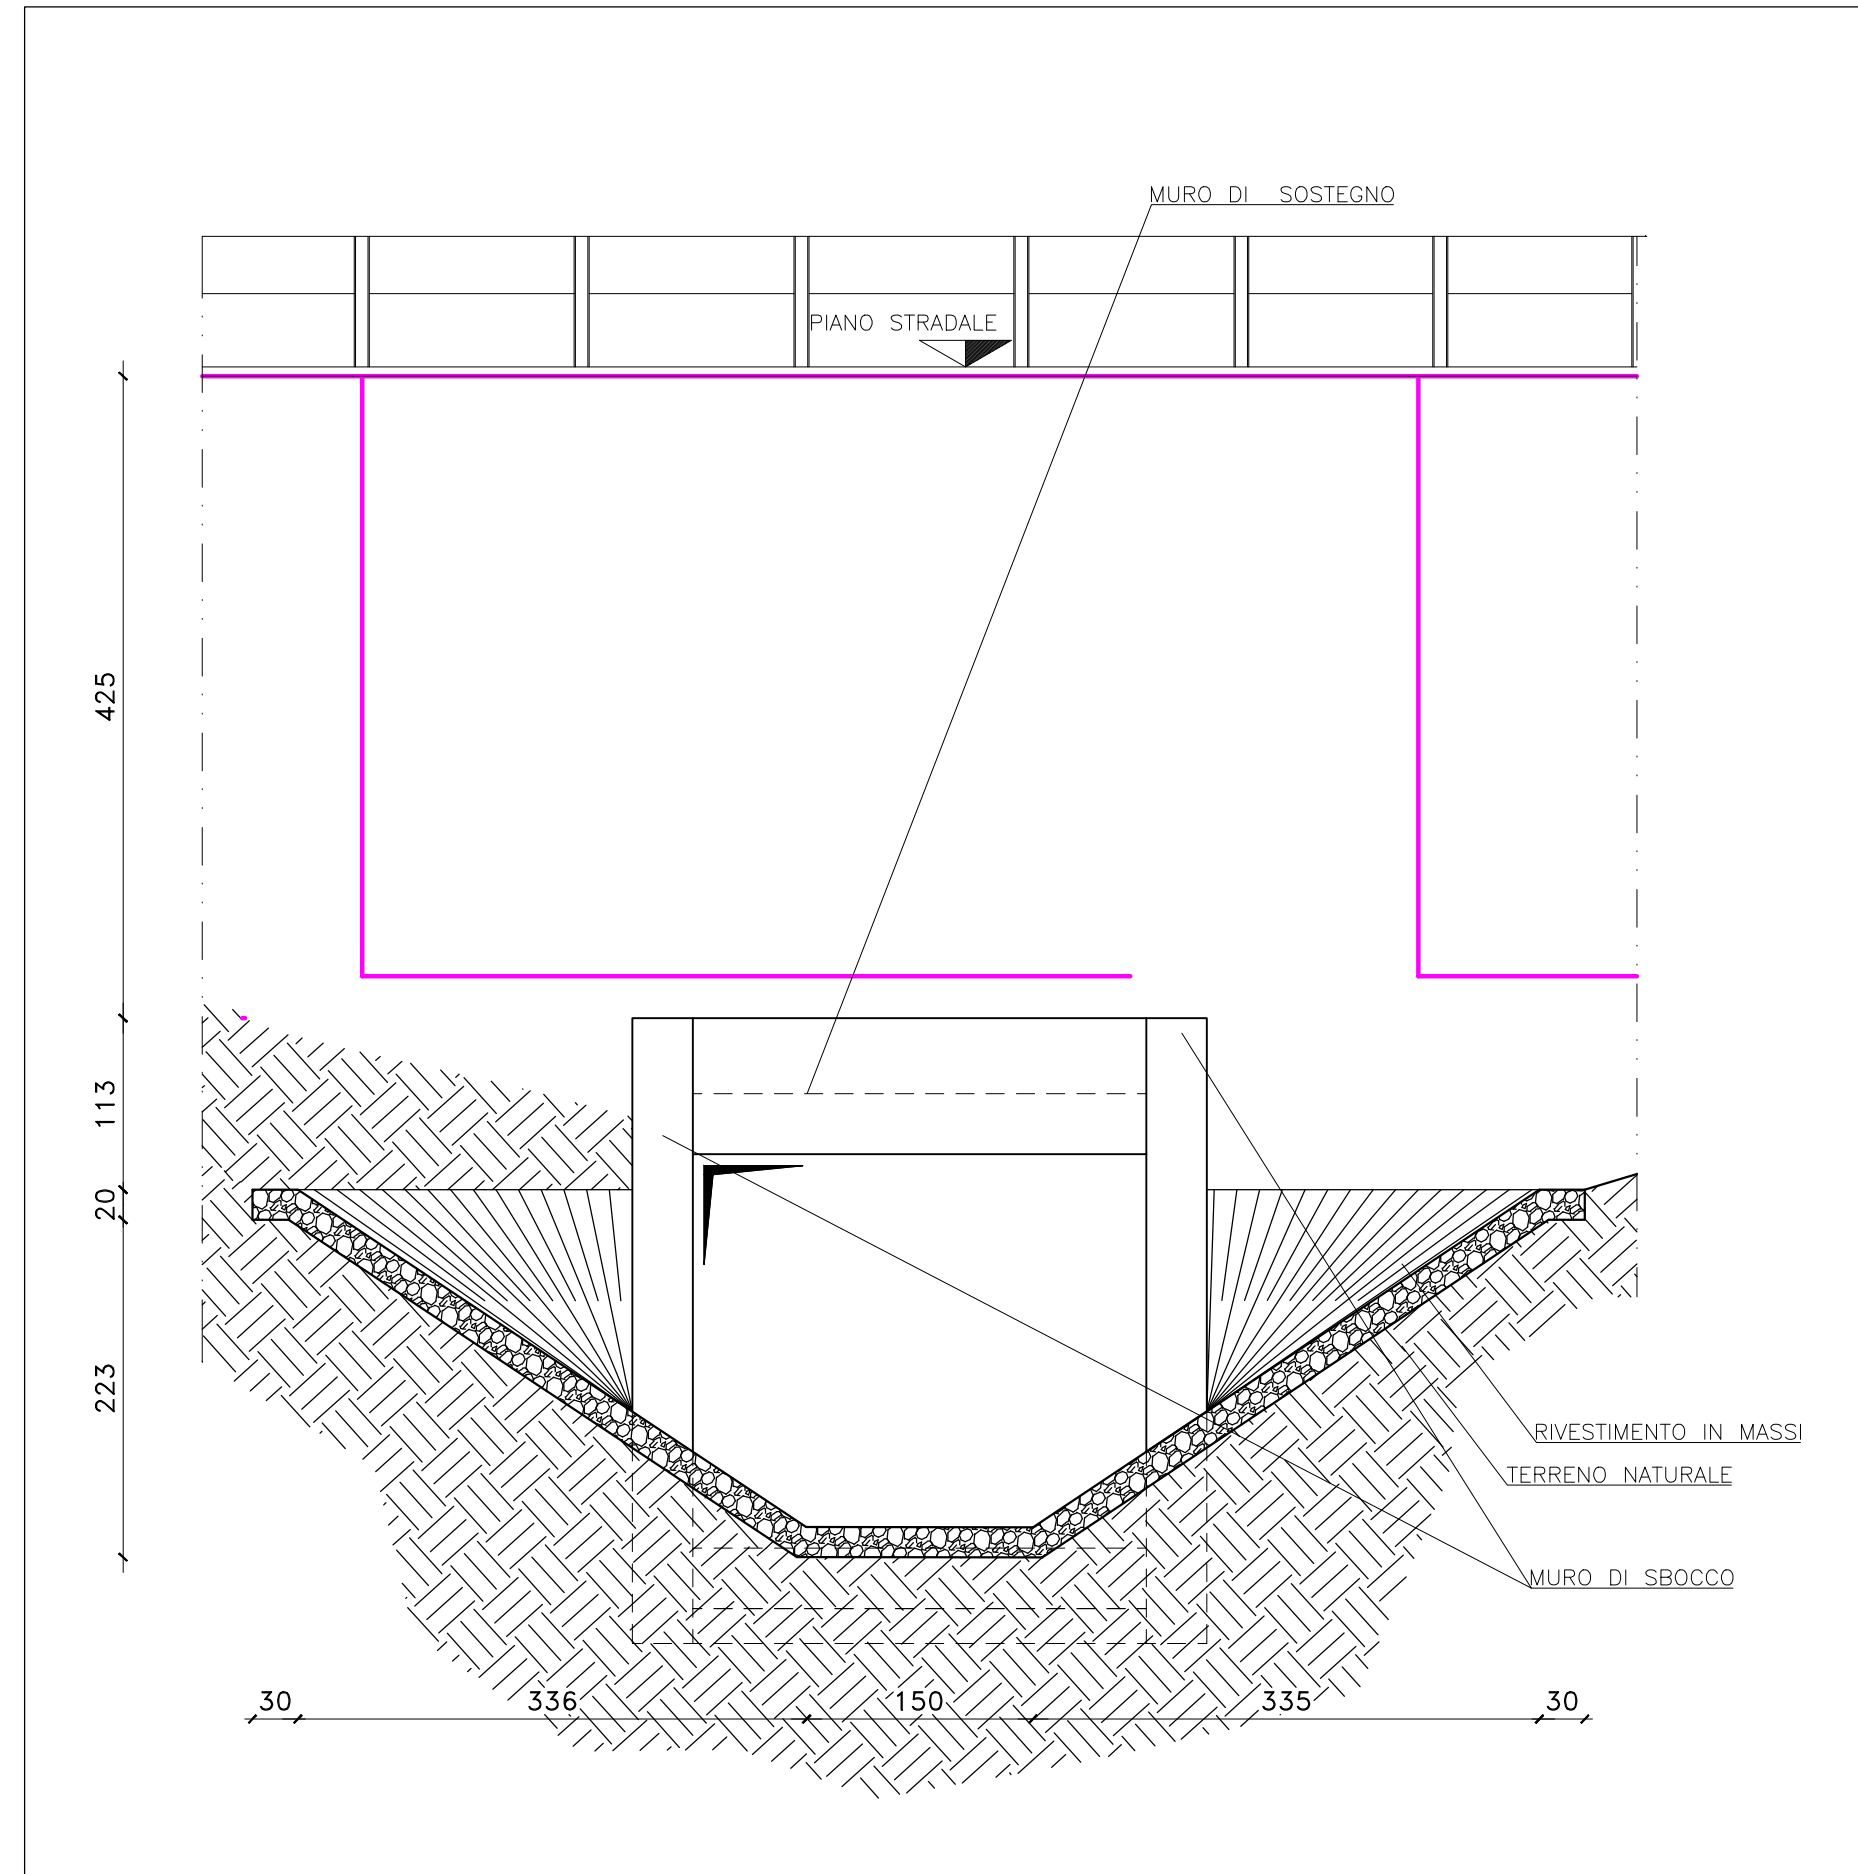 MURO DI SOSTEGNO
PIANO STRADALE
425
113
20
223
RIVESTIMENTO IN MASSI
TERRENO NATURALE
MURO DI SBOCCO
30 336 150 335 30